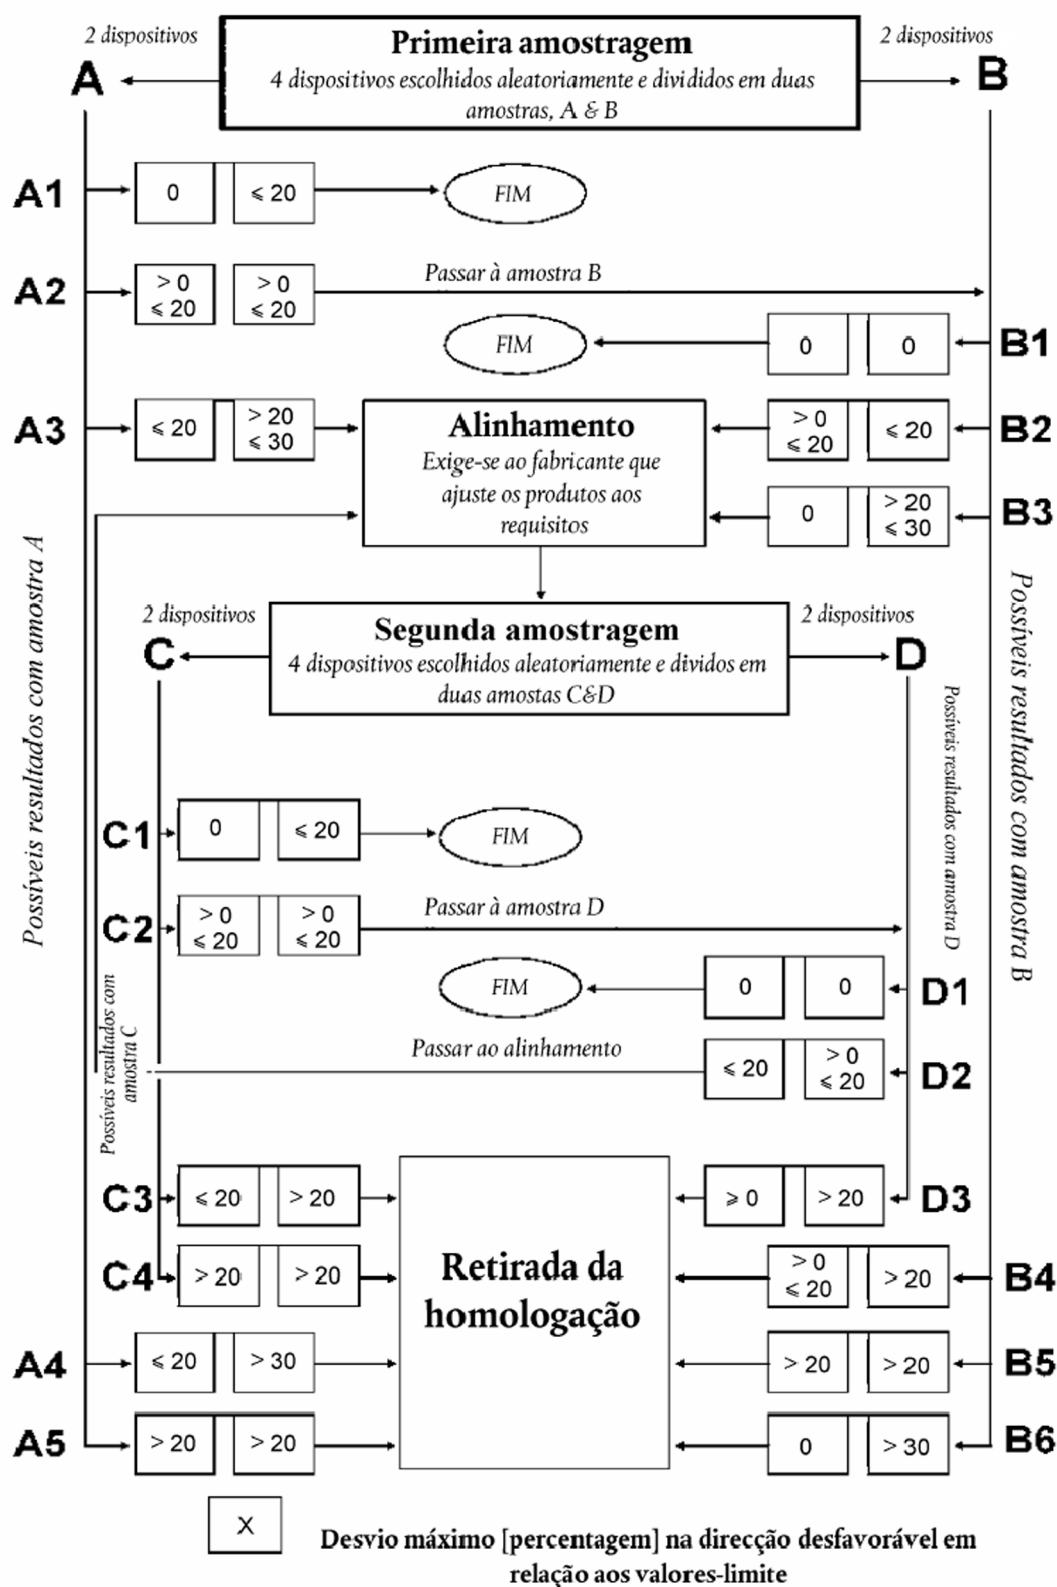 2 dispositivos
Primeira amostragem
2 dispositivos
A
4 dispositivos escolhidos aleatoriamente e divididos em duas
amostras, A & B
B
A1
0
⩽ 20
FIM
A2
> 0
⩽ 20
> 0
⩽ 20
Passar à amostra B
FIM
0
0
B1
A3
⩽ 20
> 20
⩽ 30
Alinhamento
Exige-se ao fabricante que
ajuste os produtos aos
requisitos
> 0
⩽ 20
⩽ 20
B2
0
> 20
⩽ 30
B3
Possíveis resultados com amostra A
Possíveis resultados com amostra B
2 dispositivos
Segunda amostragem
2 dispositivos
C
4 dispositivos escolhidos aleatoriamente e dividos em
duas amostas C&D
D
Possíveis resultados com amostra D
C1
0
⩽ 20
FIM
C2
> 0
⩽ 20
> 0
⩽ 20
Passar à amostra D
FIM
0
0
D1
Possíveis resultados com
amostra C
Passar ao alinhamento
⩽ 20
> 0
⩽ 20
D2
C3
⩽ 20
> 20
⩾ 0
> 20
D3
C4
> 20
> 20
Retirada da
homologação
> 0
⩽ 20
> 20
B4
A4
⩽ 20
> 30
> 20
> 20
B5
A5
> 20
> 20
0
> 30
B6
X
Desvio máximo [percentagem] na direcção desfavorável em
relação aos valores-limite